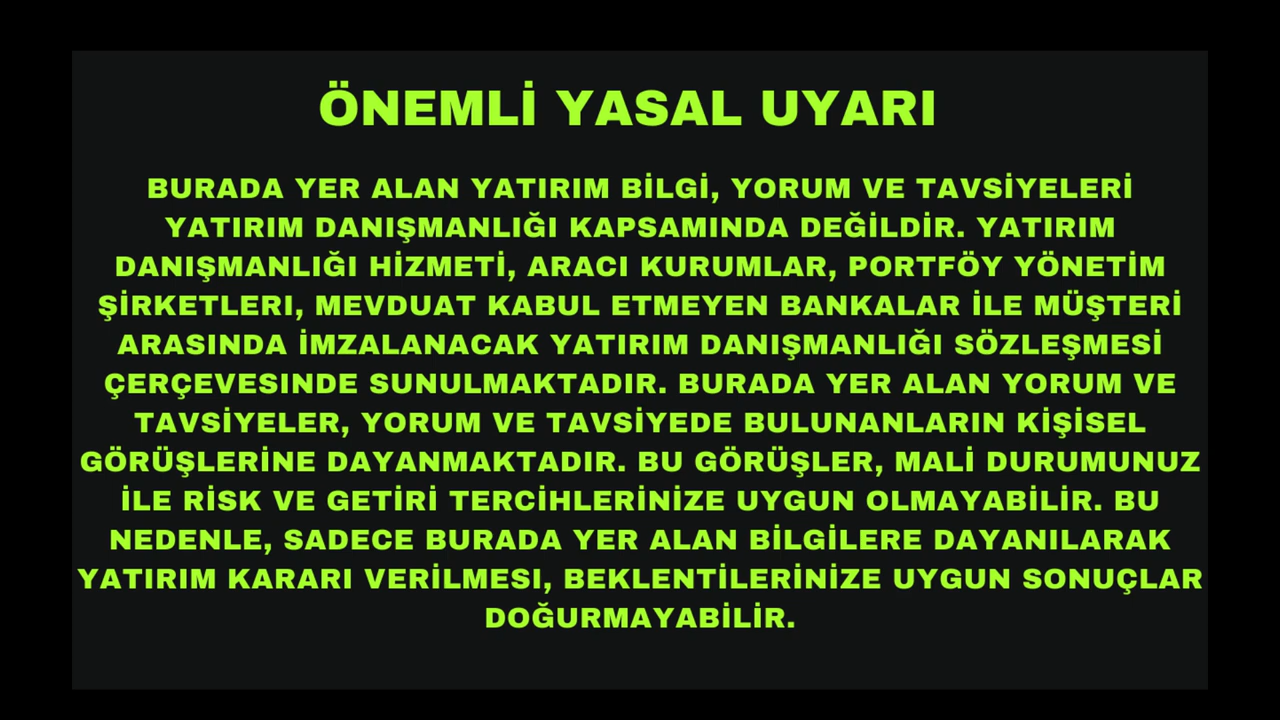 ÖNEMLİ YASAL UYARI
BURADA YER ALAN YATIRIM BİLGİ, YORUM VE TAVSİYELERİ
YATIRIM DANIŞMANLIĞI KAPSAMINDA DEĞİLDİR. YATIRIM
DANIŞMANLIĞI HİZMETİ, ARACI KURUMLAR, PORTFÖY YÖNETİM
ŞİRKETLERI, MEVDUAT KABUL ETMEYEN BANKALAR İLE MÜŞTERİ
ARASINDA İMZALANACAK YATIRIM DANIŞMANLIĞI SÖZLEŞMESİ
ÇERÇEVESINDE SUNULMAKTADIR. BURADA YER ALAN YORUM VE
TAVSİYELER, YORUM VE TAVSİYEDE BULUNANLARIN KİŞİSEL
GÖRÜŞLERİNE DAYANMAKTADIR. BU GÖRÜŞLER, MALİ DURUMUNUZ
İLE RİSK VE GETİRİ TERCİHLERİNİZE UYGUN OLMAYABİLİR. BU
NEDENLE, SADECE BURADA YER ALAN BİLGİLERE DAYANILARAK
YATIRIM KARARI VERİLMESI, BEKLENTİLERİNİZE UYGUN SONUÇLAR
DOĞURMAYABİLİR.